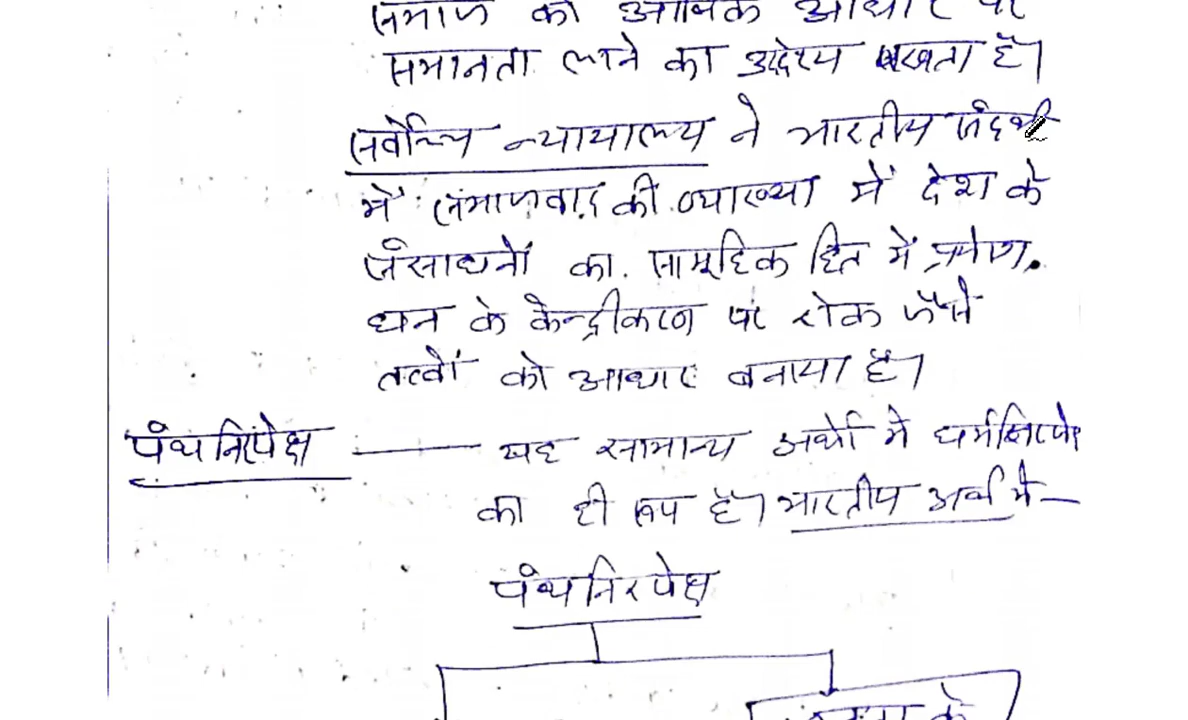 समाज को आर्थिक आधार पर
समानता लाने का उद्देश्य रखता है।
सर्वोच्च न्यायालय ने भारतीय संदर्भ
में समाजवाद की व्याख्या में देश के
संसाधनों का सामूहिक हित में प्रयोग,
धन के केन्द्रीकरण पर रोक जैसे
तत्वों को आधार बनाया है।
पंथनिरपेक्ष — यह सामान्य अर्थो में धर्मनिरपेक्ष
का ही रूप है। भारतीय अर्थ में—
पंथनिरपेक्ष
के